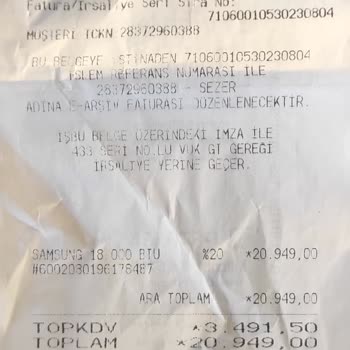 Fatura/İrsaliye Seri Sıra No:
71060010530230804
MÜŞTERİ TCKN 28372960388
BU BELGEYE İSTİNADEN 71060010530230804
İŞLEM REFERANS NUMARASI İLE
28372960388 - SEZER
ADINA E-ARŞİV FATURASI DÜZENLENECEKTİR.
İŞBU BELGE ÜZERİNDEKİ İMZA İLE
433 SERİ NO.LU VUK GT GEREĞİ
İRSALİYE YERİNE GEÇER.
SAMSUNG 18 000 BTU %20 *20.949,00
#6002030196176487
ARA TOPLAM *20.949,00
TOPKDV *3.491,50
TOPLAM *20.949,00